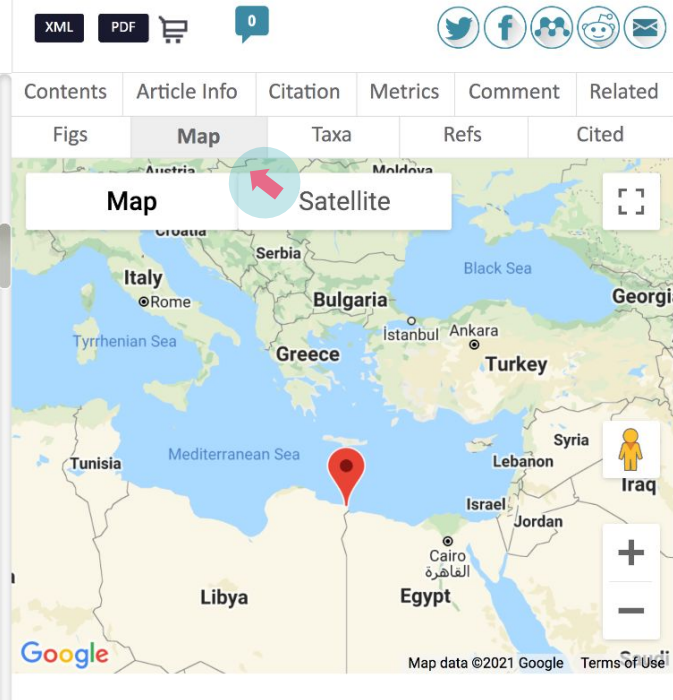 XML PDF 0
Contents Article Info Citation Metrics Comment Related
Figs Map Taxa Refs Cited
Austria Moldova
Map Satellite
Croatia
Serbia
Black Sea
Italy
Georgi
Rome
Bulgaria
İstanbul Ankara
Tyrrhenian Sea
Greece
Turkey
Syria
Mediterranean Sea
Tunisia
Lebanon
Iraq
Israel
Jordan
Cairo
القاهرة
Libya
Egypt
Google
Saudi
Map data ©2021 Google Terms of Use